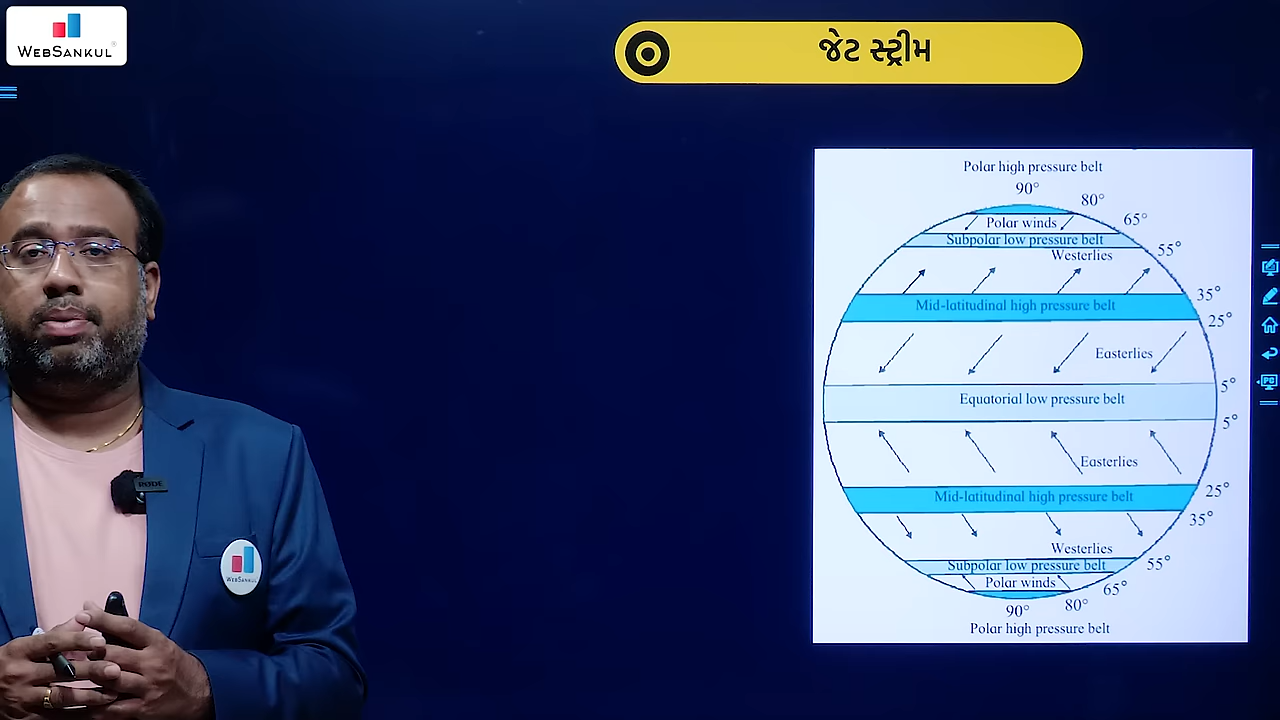 WEBSANKUL
જેટ સ્ટ્રીમ
Polar high pressure belt
90°
80°
Polar winds
65°
Subpolar low pressure belt
55°
Westerlies
35°
Mid-latitudinal high pressure belt
25°
Easterlies
5°
Equatorial low pressure belt
5°
Easterlies
25°
Mid-latitudinal high pressure belt
35°
Westerlies
55°
Subpolar low pressure belt
Polar winds
65°
80°
90°
Polar high pressure belt
RODE
WEBSANKUL